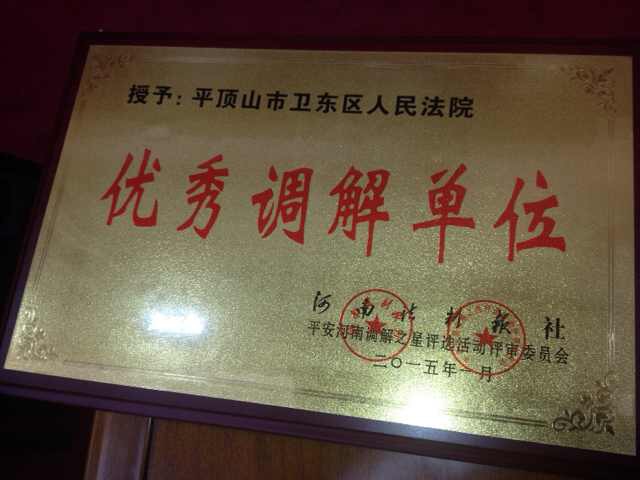 授予：平顶山市卫东区人民法院
优秀调解单位
河南法制报 社
平安河南调解之星评选活动评审委员会
二〇一五年一月